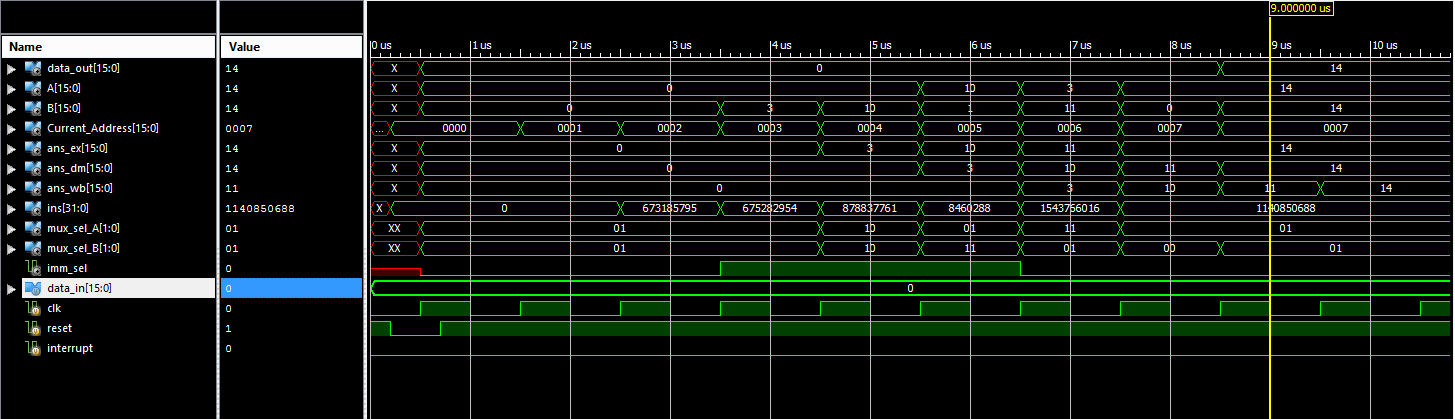 9.000000 us
Name Value 0 us 1 us 2 us 3 us 4 us 5 us 6 us 7 us 8 us 9 us 10 us
data_out[15:0] 14 X 0 14
A[15:0] 14 X 0 10 3 14
B[15:0] 14 X 0 3 10 1 11 0 14
Current_Address[15:0] 0007 ... 0000 0001 0002 0003 0004 0005 0006 0007 0007
ans_ex[15:0] 14 X 0 3 10 11 14
ans_dm[15:0] 14 X 0 3 10 11 14
ans_wb[15:0] 11 X 0 3 10 11 14
ins[31:0] 1140850688 X 0 673185795 675282954 878837761 8460288 1543766016 1140850688
mux_sel_A[1:0] 01 XX 01 10 01 11 01
mux_sel_B[1:0] 01 XX 01 10 11 01 00 01
imm_sel 0
data_in[15:0] 0 0
clk 0
reset 1
interrupt 0